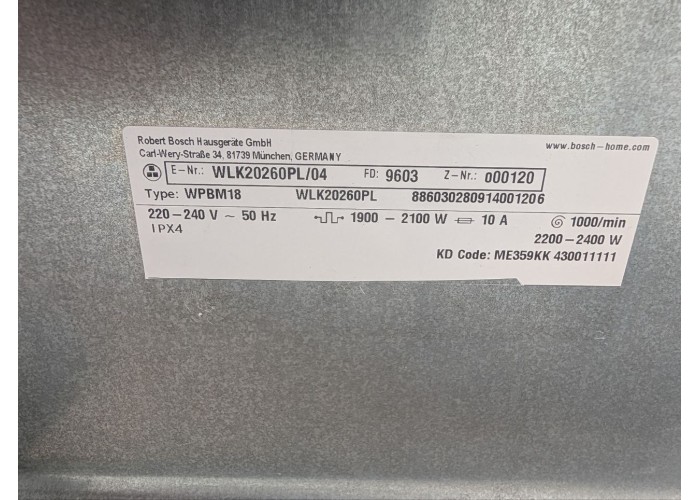 Robert Bosch Hausgeräte GmbH
www.bosch-home.com
Carl-Wery-Straße 34, 81739 München, GERMANY
E-Nr.: WLK20260PL/04 FD: 9603 Z-Nr.: 000120
Type: WPBM18 WLK20260PL 886030280914001206
220-240 V ~ 50 Hz 1900-2100 W 10 A 1000/min
IPX4 2200-2400 W
KD Code: ME359KK 430011111